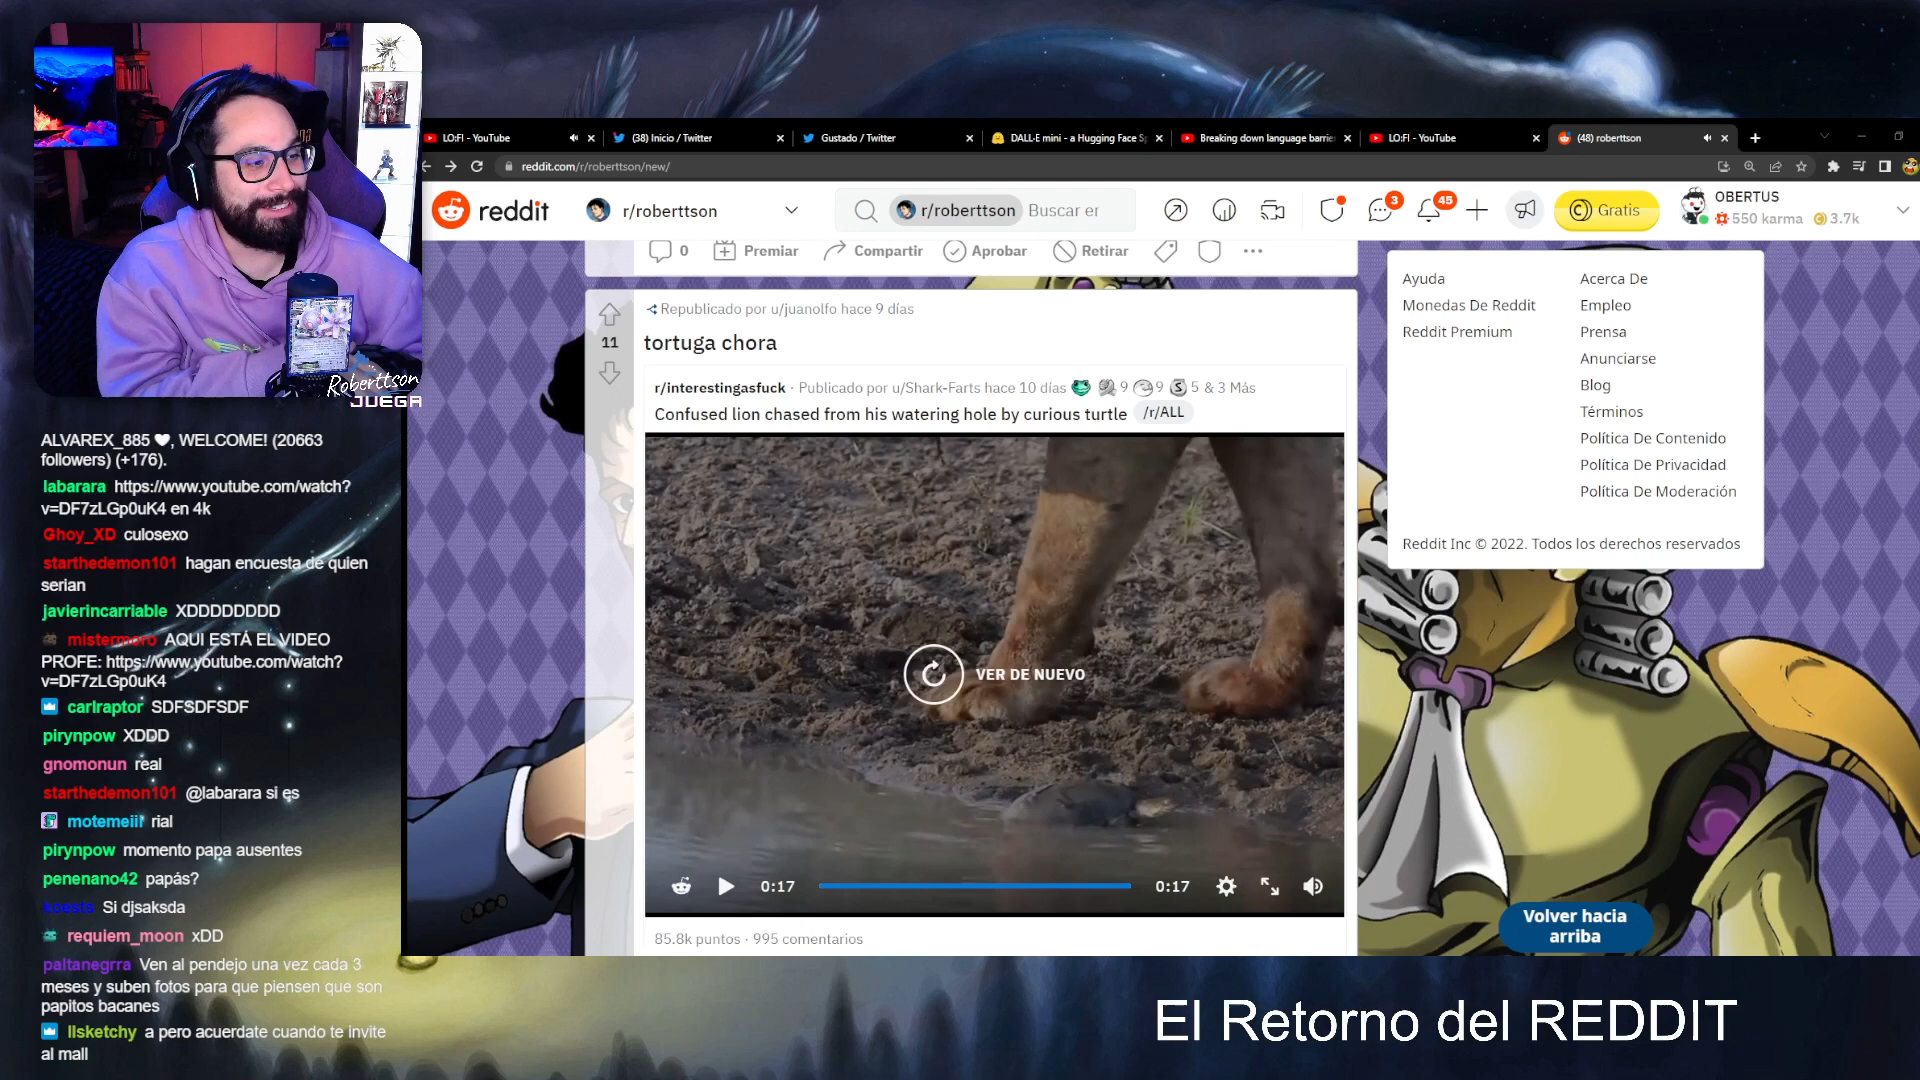 LO:FI - YouTube
(38) Inicio / Twitter
Gustado / Twitter
DALL·E mini - a Hugging Face S
Breaking down language barrie
LO:FI - YouTube
(48) roberttson
reddit.com/r/roberttson/new/
reddit
r/roberttson
r/roberttson
Buscar er
3
45
Gratis
OBERTUS
550 karma
3.7k
0
Premiar
Compartir
Aprobar
Retirar
Republicado por u/juanolfo hace 9 días
11
tortuga chora
r/interestingasfuck · Publicado por u/Shark-Farts hace 10 días 9 9 5 & 3 Más
Confused lion chased from his watering hole by curious turtle
/r/ALL
VER DE NUEVO
0:17
0:17
85.8k puntos · 995 comentarios
Ayuda
Monedas De Reddit
Reddit Premium
Acerca De
Empleo
Prensa
Anunciarse
Blog
Términos
Política De Contenido
Política De Privacidad
Política De Moderación
Reddit Inc © 2022. Todos los derechos reservados
Volver hacia
arriba
Roberttson
JUEGA
ALVAREX_885 ❤, WELCOME! (20663
followers) (+176).
labarara https://www.youtube.com/watch?
v=DF7zLGp0uK4 en 4k
Ghoy_XD culosexo
starthedemon101 hagan encuesta de quien
serian
javierincarriable XDDDDDDDD
mistermoro AQUI ESTÁ EL VIDEO
PROFE: https://www.youtube.com/watch?
v=DF7zLGp0uK4
carlraptor SDFSDFSDF
pirynpow XDDD
gnomonun real
starthedemon101 @labarara si es
motemeiii rial
pirynpow momento papa ausentes
penenano42 papás?
Si djsaksda
requiem_moon xDD
paltanegrra Ven al pendejo una vez cada 3
meses y suben fotos para que piensen que son
papitos bacanes
llsketchy a pero acuerdate cuando te invite
al mall
El Retorno del REDDIT